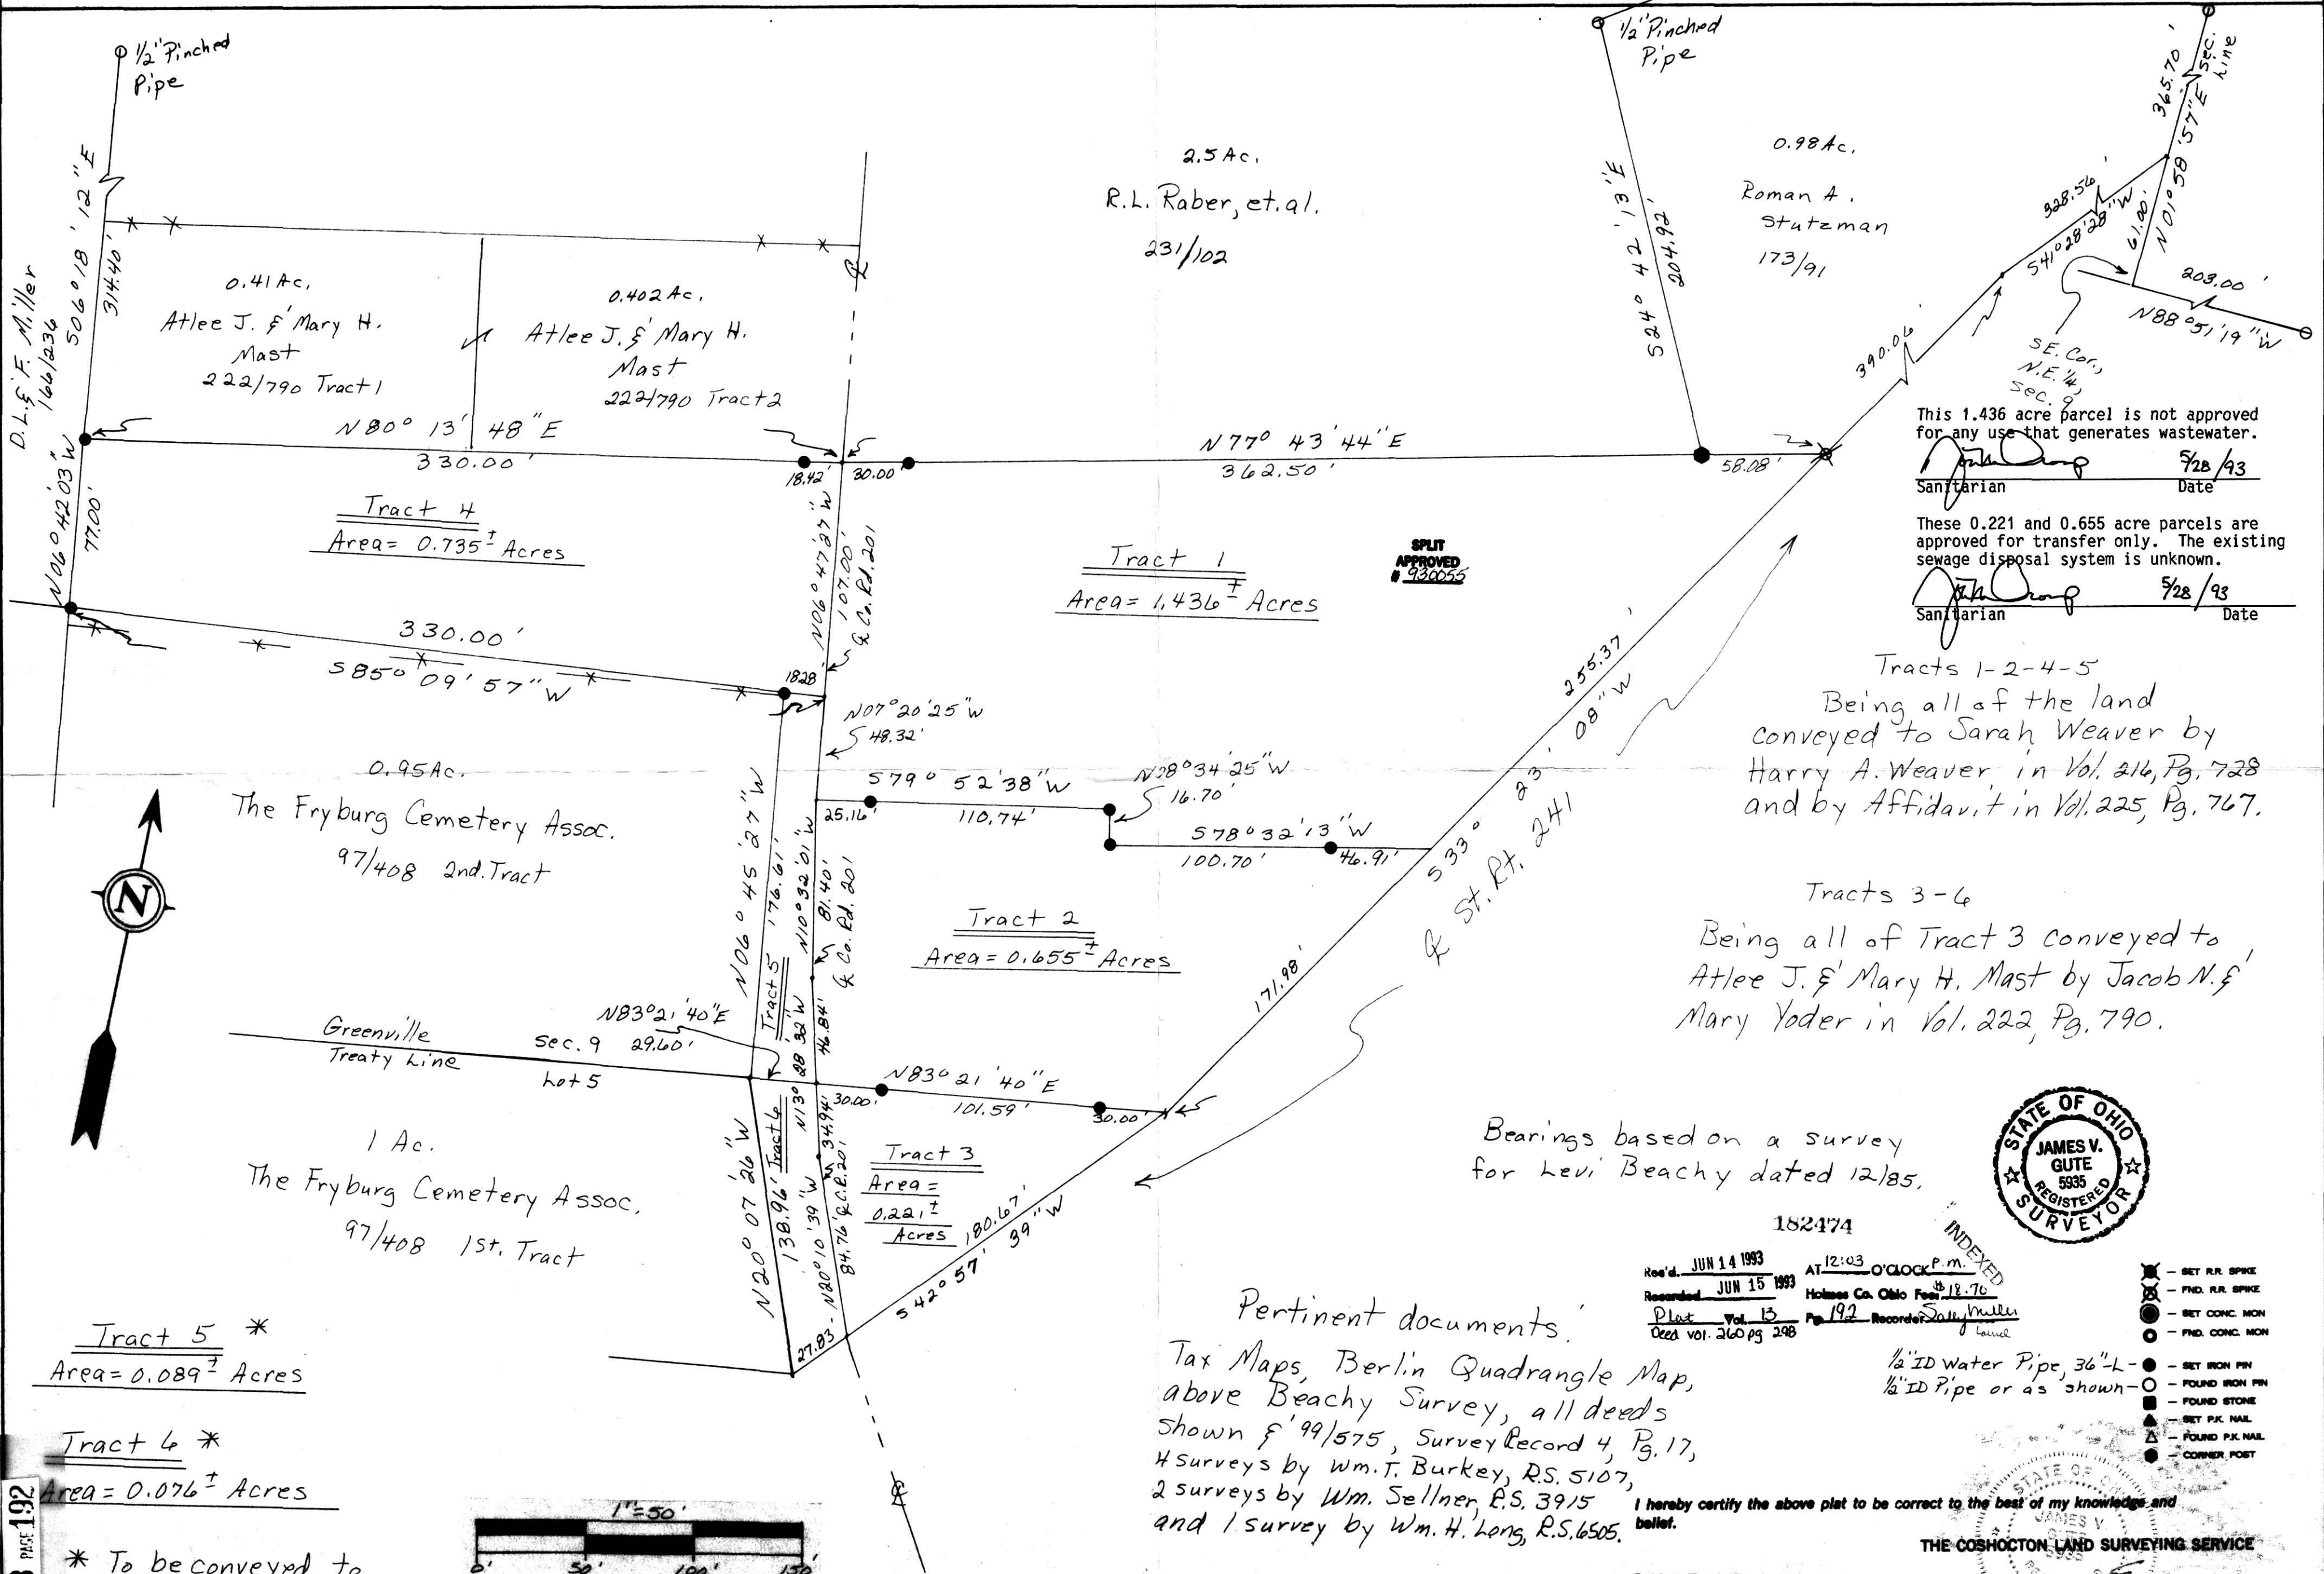 1/2" Pinched
Pipe
1/2" Pinched
Pipe
365.70'
Sec.
Line
N01°58'57"E
61.00'
328.56'
S41°28'28"W
203.00'
N88°51'19"W
SE. Cor.,
N.E. 1/4,
Sec. 9
390.06'
D.L. & F. Miller
166/236
S06°18'12"E
314.40'
0.41 Ac.
Atlee J. & Mary H.
Mast
222/790 Tract 1
0.402 Ac.
Atlee J. & Mary H.
Mast
222/790 Tract 2
2.5 Ac.
R.L. Raber, et.al.
231/102
S24°42'13"E
204.92'
0.98 Ac.
Roman A.
Stutzman
173/91
N80°13'48"E
330.00'
18.42'
30.00'
N77°43'44"E
362.50'
58.08'
N06°42'03"W
77.00'
Tract 4
Area= 0.735± Acres
N06°47'27"W
107.00'
℄ Co. Rd. 201
Tract 1
Area= 1.436± Acres
SPLIT
APPROVED
# 930055
This 1.436 acre parcel is not approved
for any use that generates wastewater.
5/28/93
Sanitarian Date
These 0.221 and 0.655 acre parcels are
approved for transfer only. The existing
sewage disposal system is unknown.
5/28/93
Sanitarian Date
330.00'
S85°09'57"W
18.28'
N07°20'25"W
48.32'
S79°52'38"W
25.16'
110.74'
N28°34'25"W
16.70'
S78°32'13"W
100.70'
46.91'
255.37'
S33°23'08"W
℄ St. Rt. 241
171.98'
Tracts 1-2-4-5
Being all of the land
conveyed to Sarah Weaver by
Harry A. Weaver in Vol. 216, Pg. 728
and by Affidavit in Vol. 225, Pg. 767.
0.95 Ac.
The Fryburg Cemetery Assoc.
97/408 2nd. Tract
N
N06°45'27"W
176.61'
Tract 5
N10°32'01"W
81.40'
℄ Co. Rd. 201
Tract 2
Area= 0.655± Acres
Tracts 3-6
Being all of Tract 3 conveyed to
Atlee J. & Mary H. Mast by Jacob N. &
Mary Yoder in Vol. 222, Pg. 790.
Greenville
Treaty Line
Sec. 9
Lot 5
N83°21'40"E
29.60'
N13°28'32"W
46.84'
34.94'
30.00'
N83°21'40"E
101.59'
30.00'
1 Ac.
The Fryburg Cemetery Assoc.
97/408 1st. Tract
N20°07'26"W
138.96'
Tract 6
N20°10'39"W
84.76'
℄ C.R. 201
Tract 3
Area=
0.221±
Acres
180.67'
S42°57'39"W
27.83
Bearings based on a survey
for Levi Beachy dated 12/85.
STATE OF OHIO
JAMES V.
GUTE
5935
REGISTERED
SURVEYOR
182474
INDEXED
Rec'd. JUN 14 1993 AT 12:03 O'CLOCK P.m.
Recorded JUN 15 1993 Holmes Co. Ohio Fee $18.70
Plat Vol. 13 Pg 192 Recorder Sally Miller
Deed vol. 260 pg 298
- SET R.R. SPIKE
- FND. R.R. SPIKE
- SET CONC. MON
- FND. CONC. MON
1/2" ID Water Pipe, 36"-L - SET IRON PIN
1/2" ID Pipe or as shown - FOUND IRON PIN
- FOUND STONE
- SET P.K. NAIL
- FOUND P.K. NAIL
- CORNER POST
Pertinent documents:
Tax Maps, Berlin Quadrangle Map,
above Beachy Survey, all deeds
shown & 99/575, Survey Record 4, Pg. 17,
4 surveys by Wm. T. Burkey, R.S. 5107,
2 surveys by Wm. Sellner, R.S. 3915
and 1 survey by Wm. H. Long, R.S. 6505.
Tract 5 *
Area= 0.089± Acres
Tract 6 *
Area= 0.076± Acres
* To be conveyed to
PAGE 192
1"=50'
0' 50' 100' 150'
I hereby certify the above plat to be correct to the best of my knowledge and
belief.
THE COSHOCTON LAND SURVEYING SERVICE
STATE OF
JAMES V